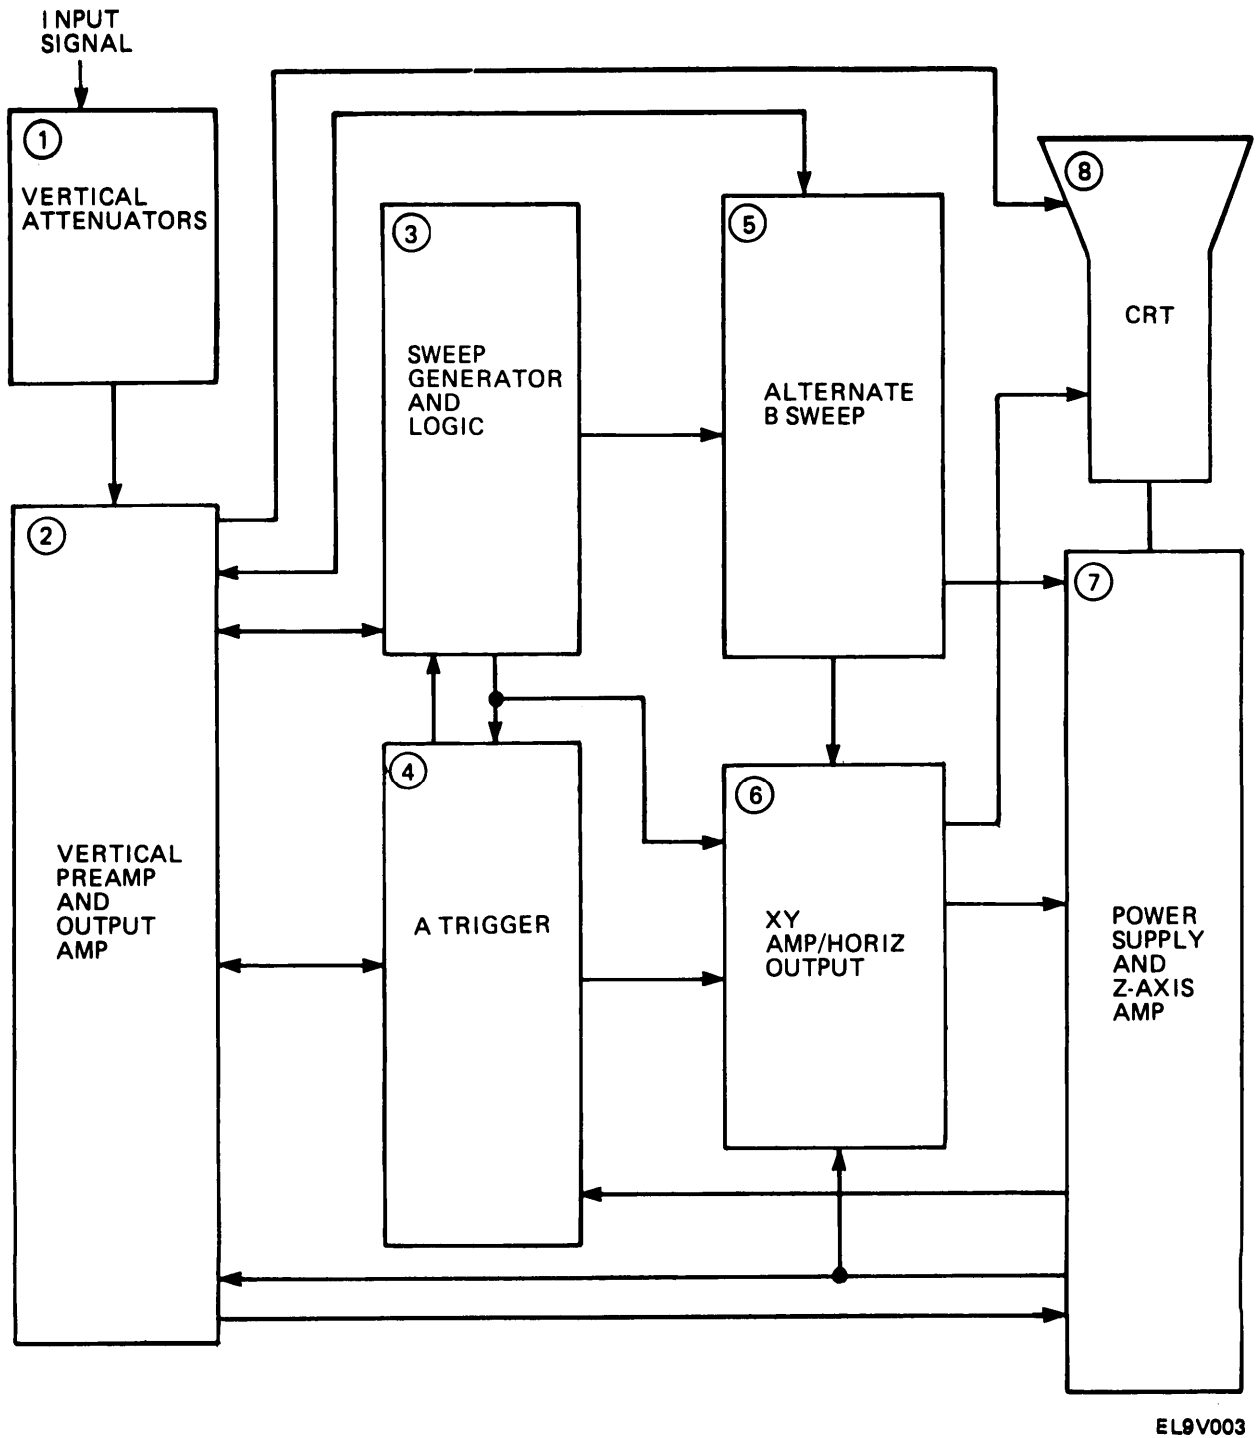 INPUT
SIGNAL
1
VERTICAL
ATTENUATORS
2
VERTICAL
PREAMP
AND
OUTPUT
AMP
3
SWEEP
GENERATOR
AND
LOGIC
4
A TRIGGER
5
ALTERNATE
B SWEEP
6
XY
AMP/HORIZ
OUTPUT
7
POWER
SUPPLY
AND
Z-AXIS
AMP
8
CRT
EL9V003